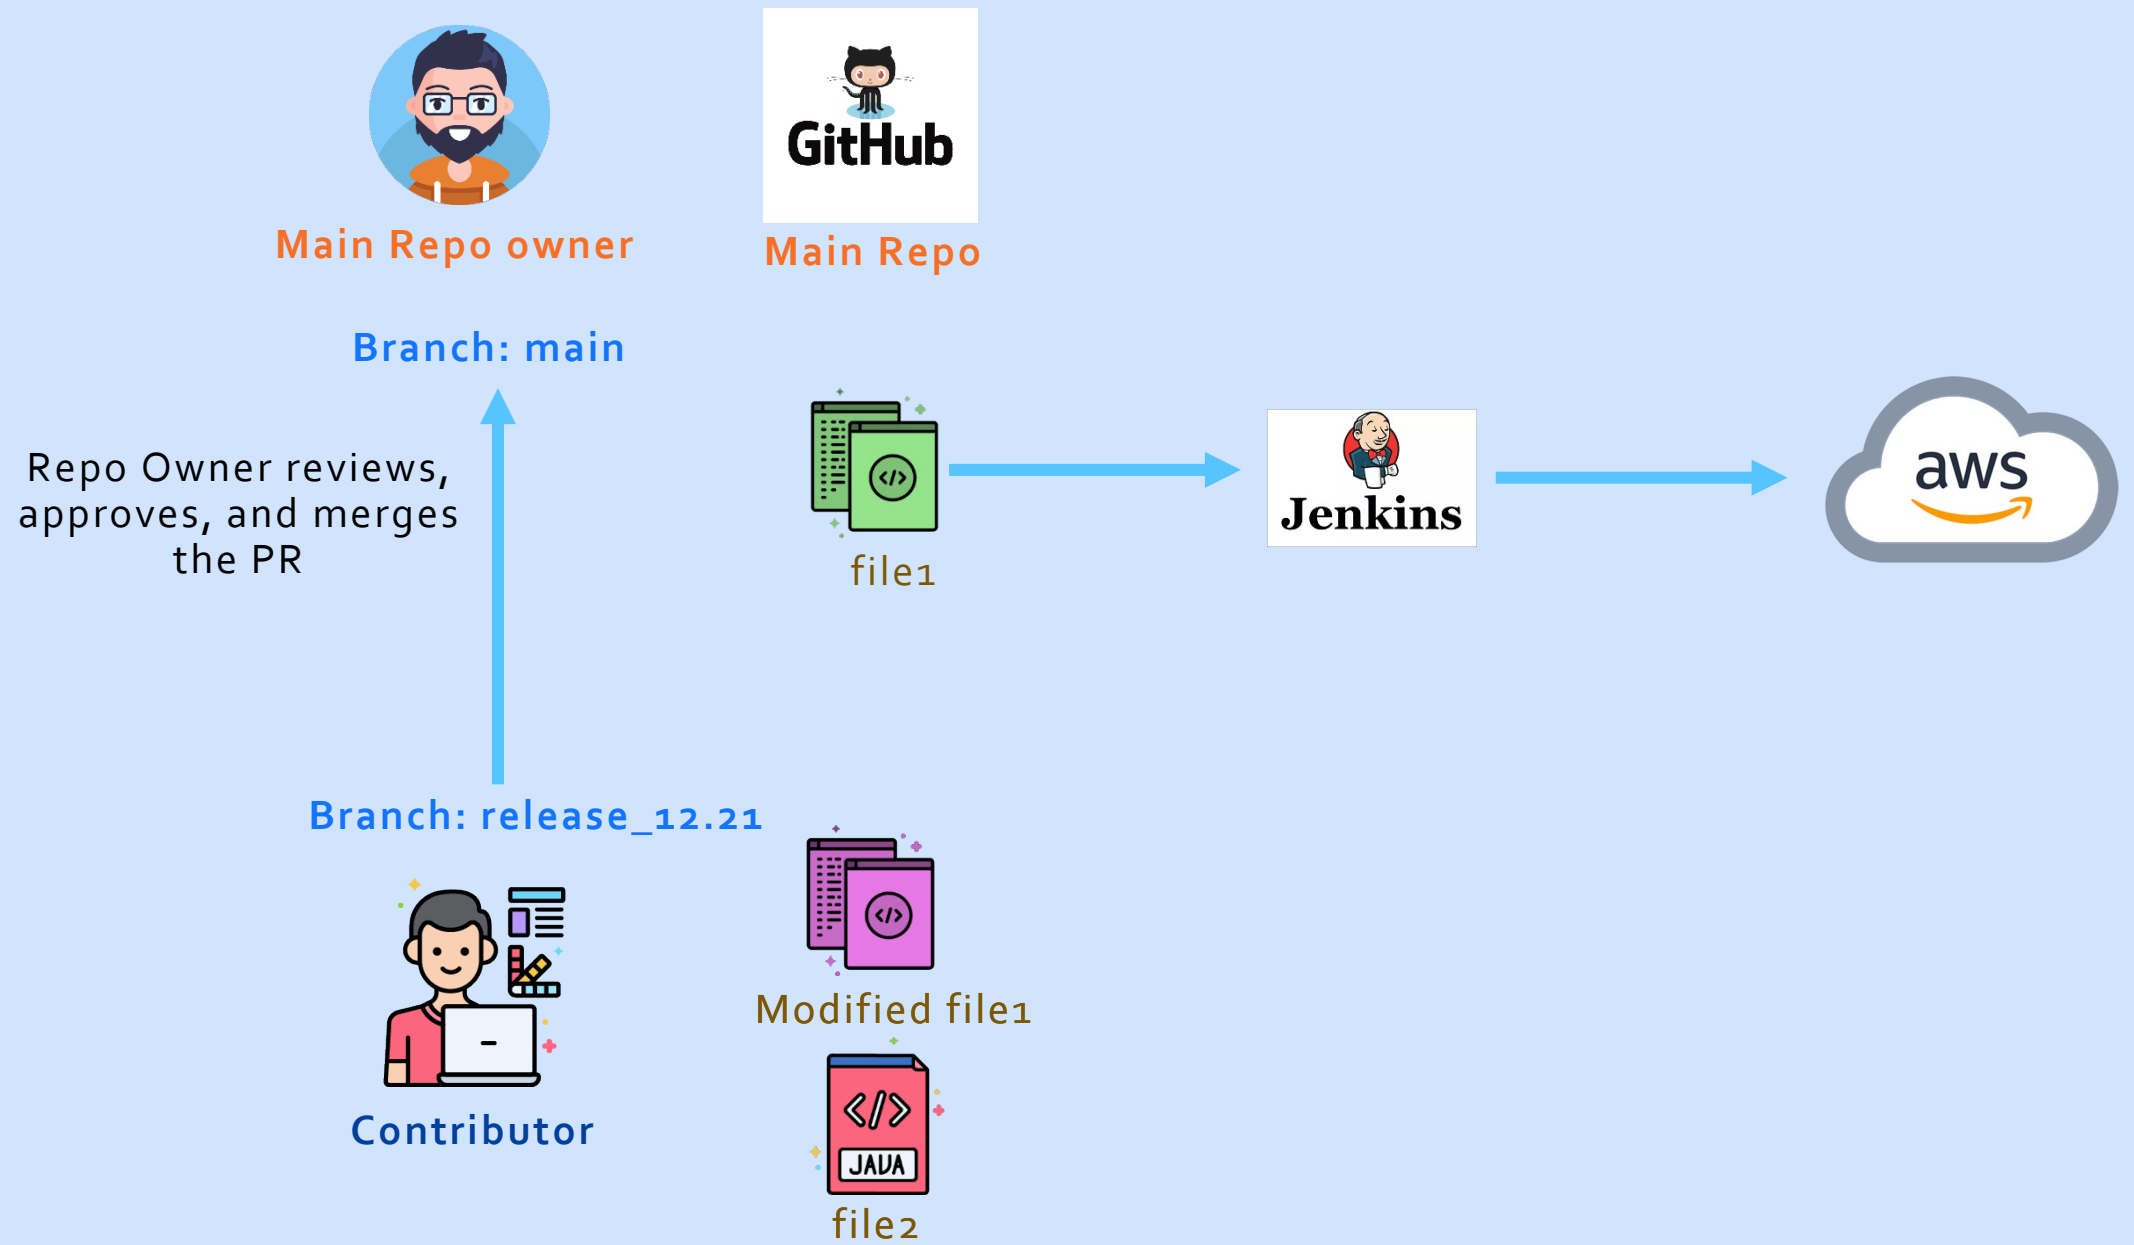 GitHub
Main Repo owner
Main Repo
Branch: main
Repo Owner reviews,
approves, and merges
the PR
file1
Jenkins
aws
Branch: release_12.21
Modified file1
Contributor
</>
JAVA
file2